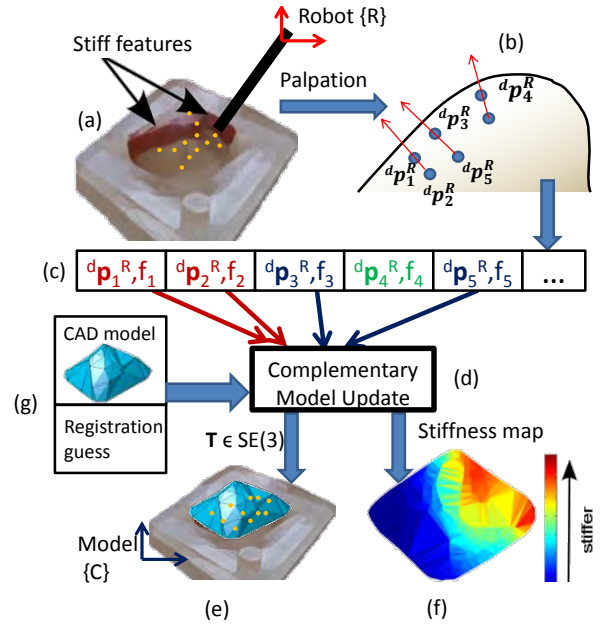 Robot {R}
Stiff features
(b)
Palpation
ᵈp₄ᴿ
(a)
ᵈp₃ᴿ
ᵈp₁ᴿ
ᵈp₅ᴿ
ᵈp₂ᴿ
(c)
ᵈp₁ᴿ,f₁ ᵈp₂ᴿ,f₂ ᵈp₃ᴿ,f₃ ᵈp₄ᴿ,f₄ ᵈp₅ᴿ,f₅ ...
CAD model
(g)
Complementary
Model Update
(d)
Registration
guess
T ϵ SE(3)
Stiffness map
Model
{C}
stiffer
(e)
(f)